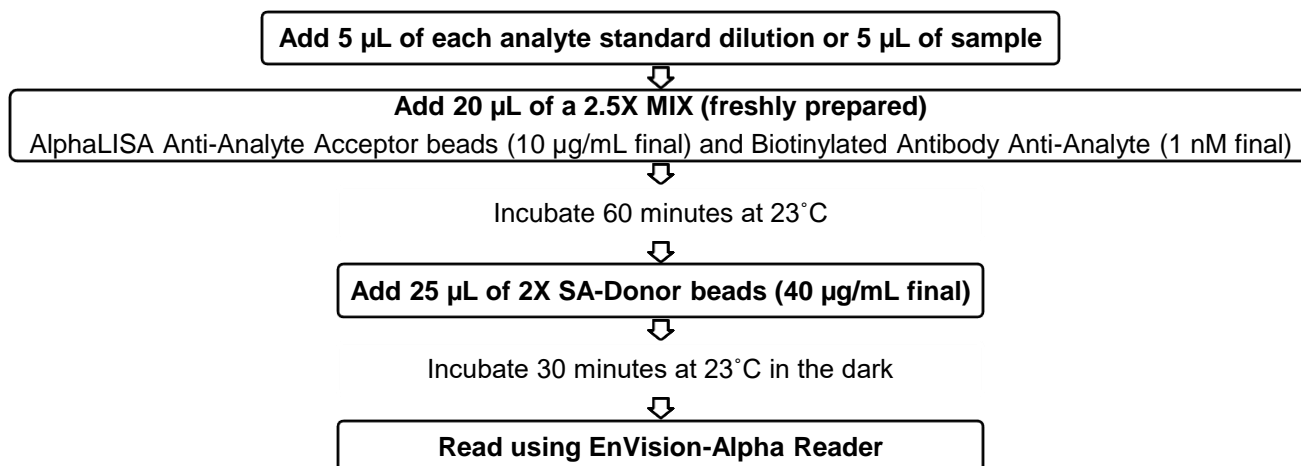 Add 5 µL of each analyte standard dilution or 5 µL of sample
Add 20 µL of a 2.5X MIX (freshly prepared)
AlphaLISA Anti-Analyte Acceptor beads (10 µg/mL final) and Biotinylated Antibody Anti-Analyte (1 nM final)
Incubate 60 minutes at 23˚C
Add 25 µL of 2X SA-Donor beads (40 µg/mL final)
Incubate 30 minutes at 23˚C in the dark
Read using EnVision-Alpha Reader